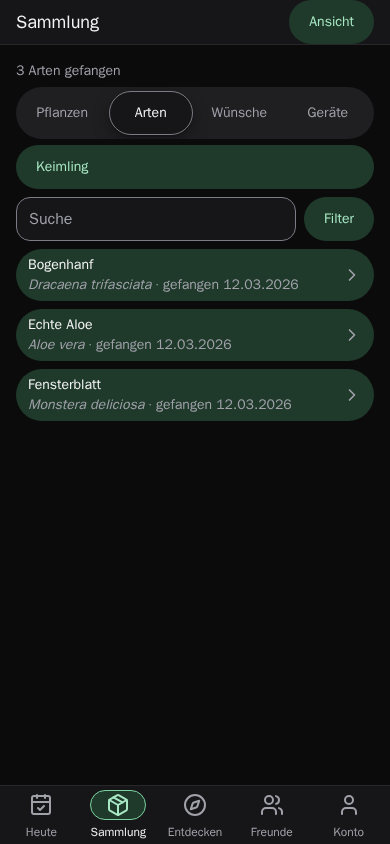 Sammlung
Ansicht
3 Arten gefangen
Pflanzen Arten Wünsche Geräte
Keimling
Suche
Filter
Bogenhanf
Dracaena trifasciata · gefangen 12.03.2026
Echte Aloe
Aloe vera · gefangen 12.03.2026
Fensterblatt
Monstera deliciosa · gefangen 12.03.2026
Heute Sammlung Entdecken Freunde Konto